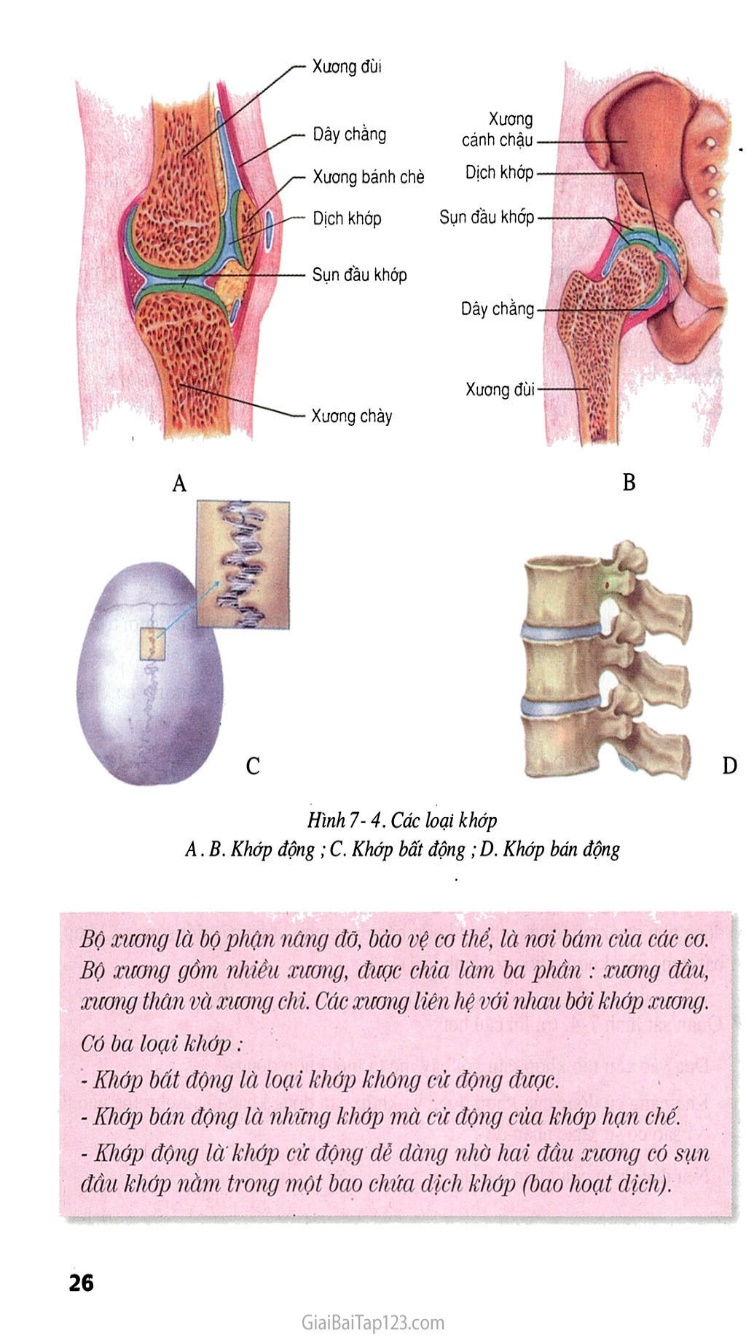 Xương đùi
Dây chằng
Xương bánh chè
Dịch khớp
Sụn đầu khớp
Xương chày
A
Xương
cánh chậu
Dịch khớp
Sụn đầu khớp
Dây chằng
Xương đùi
B
C
D
Hình 7- 4. Các loại khớp
A . B. Khớp động ; C. Khớp bất động ; D. Khớp bán động
Bộ xương là bộ phận nâng đỡ, bảo vệ cơ thể, là nơi bám của các cơ.
Bộ xương gồm nhiều xương, được chia làm ba phần : xương đầu,
xương thân và xương chi. Các xương liên hệ với nhau bởi khớp xương.
Có ba loại khớp :
- Khớp bất động là loại khớp không cử động được.
- Khớp bán động là những khớp mà cử động của khớp hạn chế.
- Khớp động là khớp cử động dễ dàng nhờ hai đầu xương có sụn
đầu khớp nằm trong một bao chứa dịch khớp (bao hoạt dịch).
26
GiaiBaiTap123.com